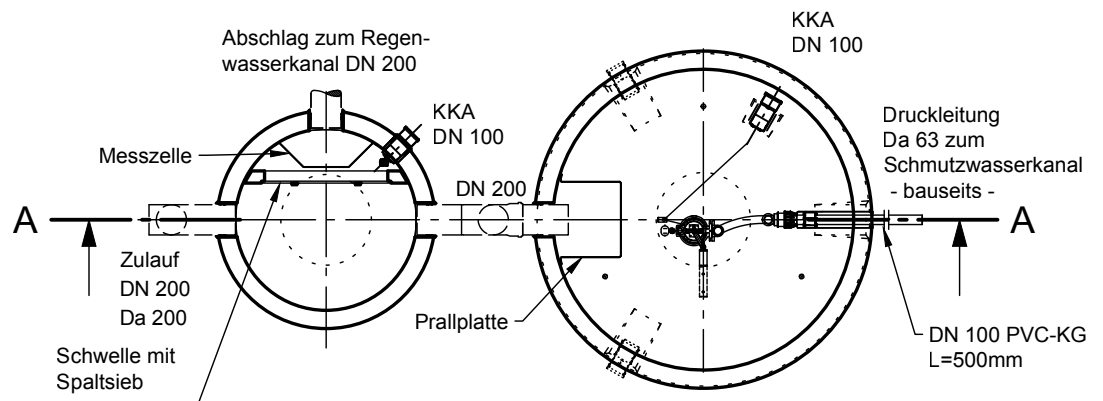 Abschlag zum Regen-
wasserkanal DN 200
KKA
DN 100
Messzelle
DN 200
A
Zulauf
DN 200
Da 200
Schwelle mit
Spaltsieb
Prallplatte
KKA
DN 100
Druckleitung
Da 63 zum
Schmutzwasserkanal
- bauseits -
A
DN 100 PVC-KG
L=500mm